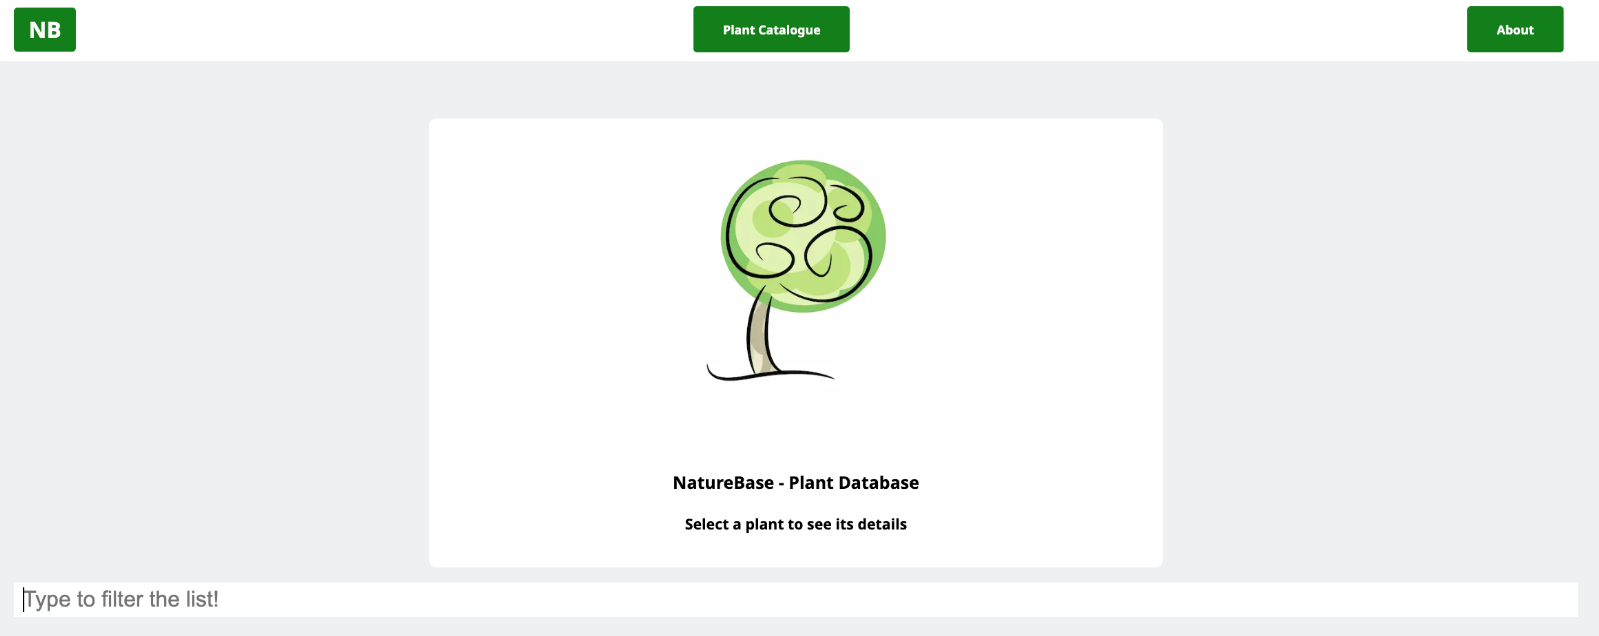 NB
Plant Catalogue
About
NatureBase - Plant Database
Select a plant to see its details
Type to filter the list!